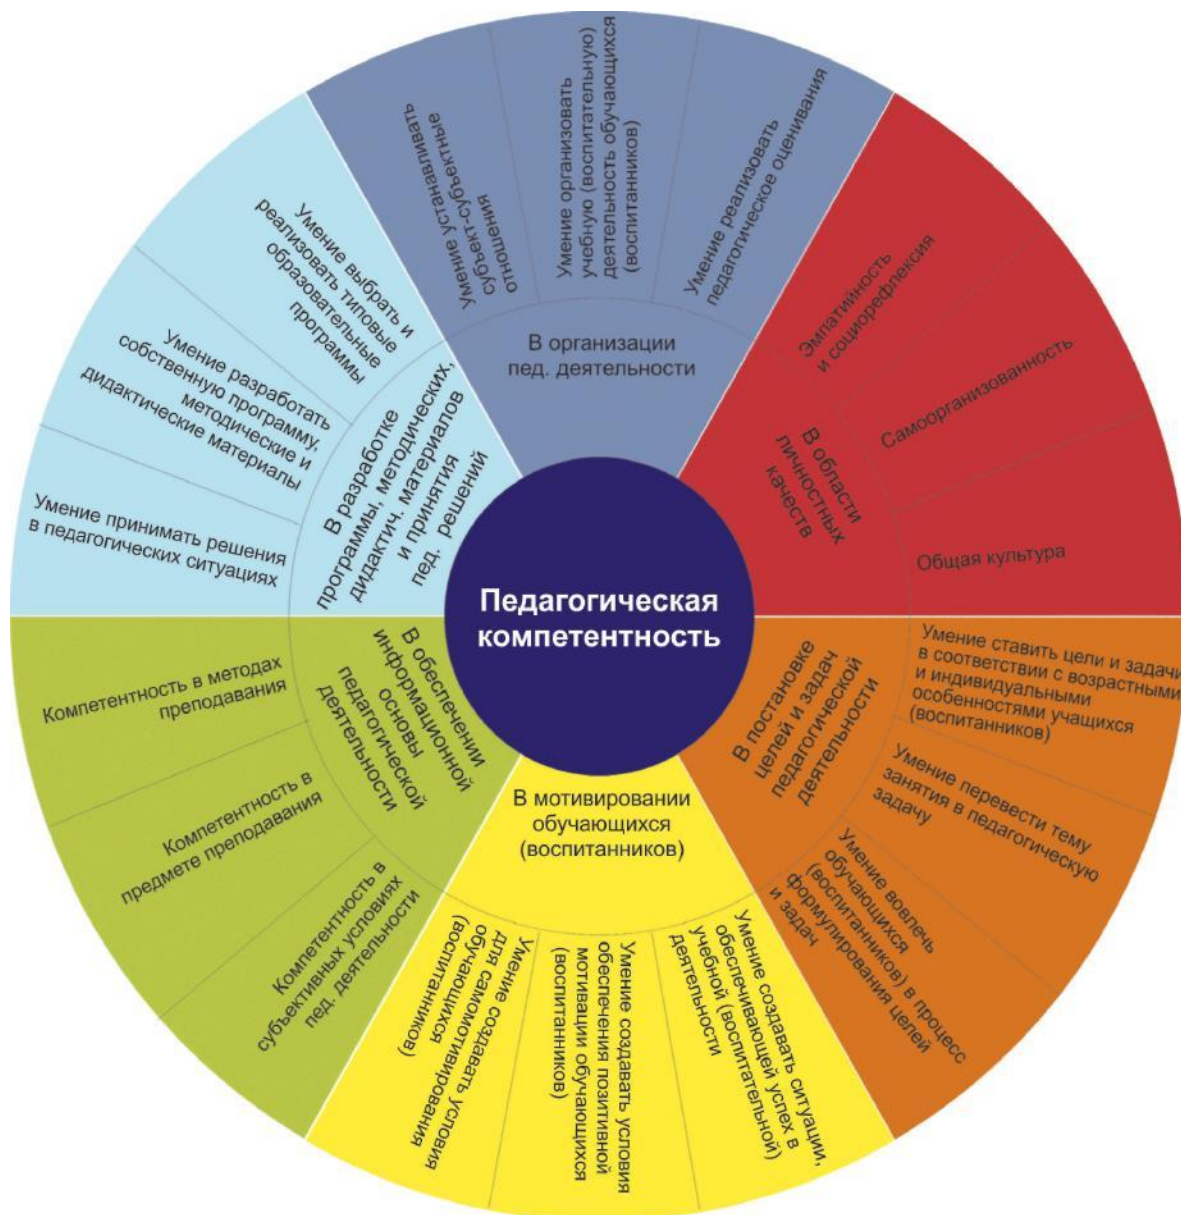 Педагогическая
компетентность
В организации
пед. деятельности
Умение устанавливать
субъект-субъектные
отношения
Умение организовать
учебную (воспитательную)
деятельность обучающихся
(воспитанников)
Умение реализовать
педагогическое оценивания
В области
личностных
качеств
Эмпатийность
и социорефлексия
Самоорганизованность
Общая культура
В постановке
целей и задач
педагогической
деятельности
Умение ставить цели и задачи
в соответствии с возрастными
и индивидуальными
особенностями учащихся
(воспитанников)
Умение перевести тему
занятия в педагогическую
задачу
Умение вовлечь
обучающихся
(воспитанников) в процесс
формулирования целей
и задач
В мотивировании
обучающихся
(воспитанников)
Умение создавать ситуации,
обеспечивающей успех в
учебной (воспитательной)
деятельности
Умение создавать условия
обеспечения позитивной
мотивации обучающихся
(воспитанников)
Умение создавать условия
для самомотивирования
обучающихся
(воспитанников)
В обеспечении
информационной
основы
педагогической
деятельности
Компетентность в
субъективных условиях
пед. деятельности
Компетентность в
предмете преподавания
Компетентность в методах
преподавания
В разработке
программы, методических,
дидактич. материалов
и принятия
пед. решений
Умение принимать решения
в педагогических ситуациях
Умение разработать
собственную программу,
методические и
дидактические материалы
Умение выбрать и
реализовать типовые
образовательные
программы